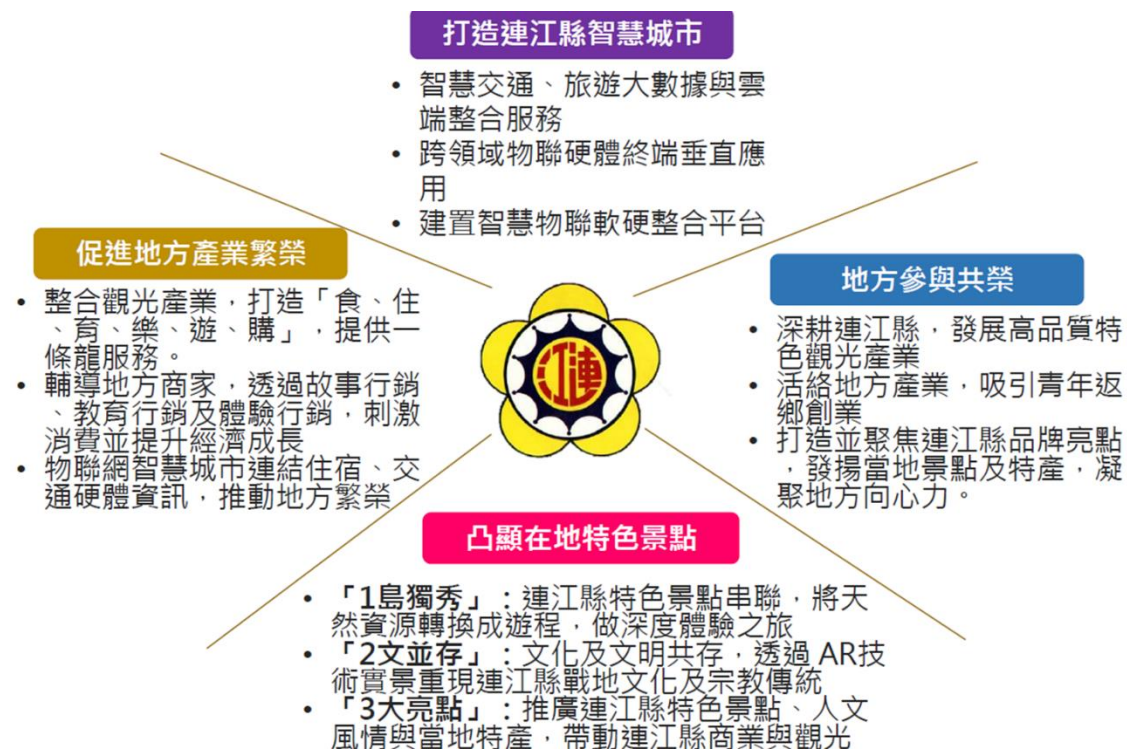 打造連江縣智慧城市
• 智慧交通、旅遊大數據與雲
端整合服務
• 跨領域物聯硬體終端垂直應
用
• 建置智慧物聯軟硬整合平台
促進地方產業繁榮
• 整合觀光產業，打造「食、住
、育、樂、遊、購」，提供一
條龍服務。
• 輔導地方商家，透過故事行銷
、教育行銷及體驗行銷，刺激
消費並提升經濟成長
• 物聯網智慧城市連結住宿、交
通硬體資訊，推動地方繁榮
江連
地方參與共榮
• 深耕連江縣，發展高品質特
色觀光產業
• 活絡地方產業，吸引青年返
鄉創業
• 打造並聚焦連江縣品牌亮點
，發揚當地景點及特產，凝
聚地方向心力。
凸顯在地特色景點
• 「1島獨秀」：連江縣特色景點串聯，將天
然資源轉換成遊程，做深度體驗之旅
• 「2文並存」：文化及文明共存，透過 AR技
術實景重現連江縣戰地文化及宗教傳統
• 「3大亮點」：推廣連江縣特色景點、人文
風情與當地特產，帶動連江縣商業與觀光